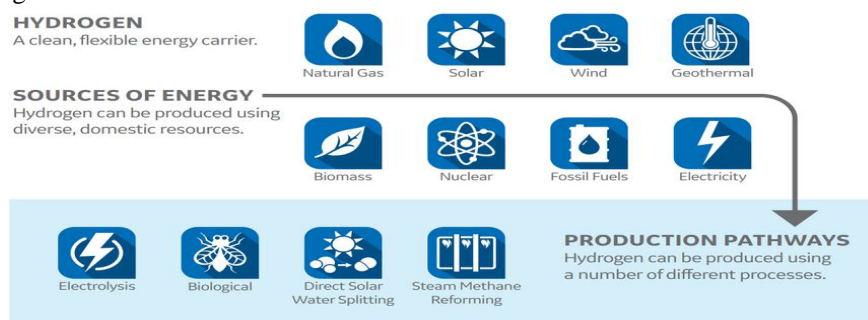 HYDROGEN
A clean, flexible energy carrier.
Natural Gas
Solar
Wind
Geothermal
SOURCES OF ENERGY
Hydrogen can be produced using
diverse, domestic resources.
Biomass
Nuclear
Fossil Fuels
Electricity
PRODUCTION PATHWAYS
Hydrogen can be produced using
a number of different processes.
Electrolysis
Biological
Direct Solar
Water Splitting
Steam Methane
Reforming